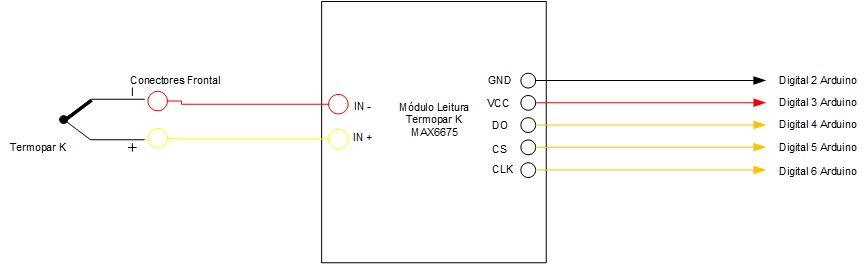 Conectores Frontal
Termopar K
+
IN -
IN +
Módulo Leitura
Termopar K
MAX6675
GND
VCC
DO
CS
CLK
Digital 2 Arduino
Digital 3 Arduino
Digital 4 Arduino
Digital 5 Arduino
Digital 6 Arduino